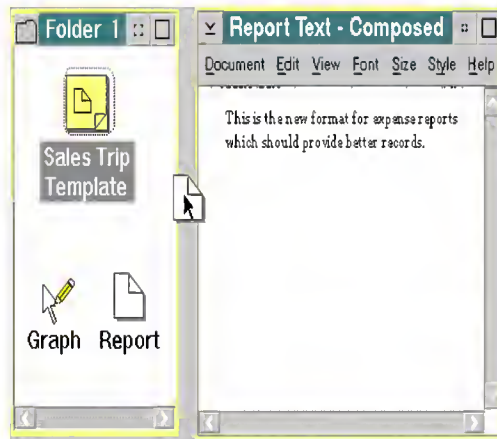 Folder 1
Sales Trip
Template
Graph Report
Report Text - Composed
Document Edit View Font Size Style Help
This is the new format for expense reports
which should provide better records.